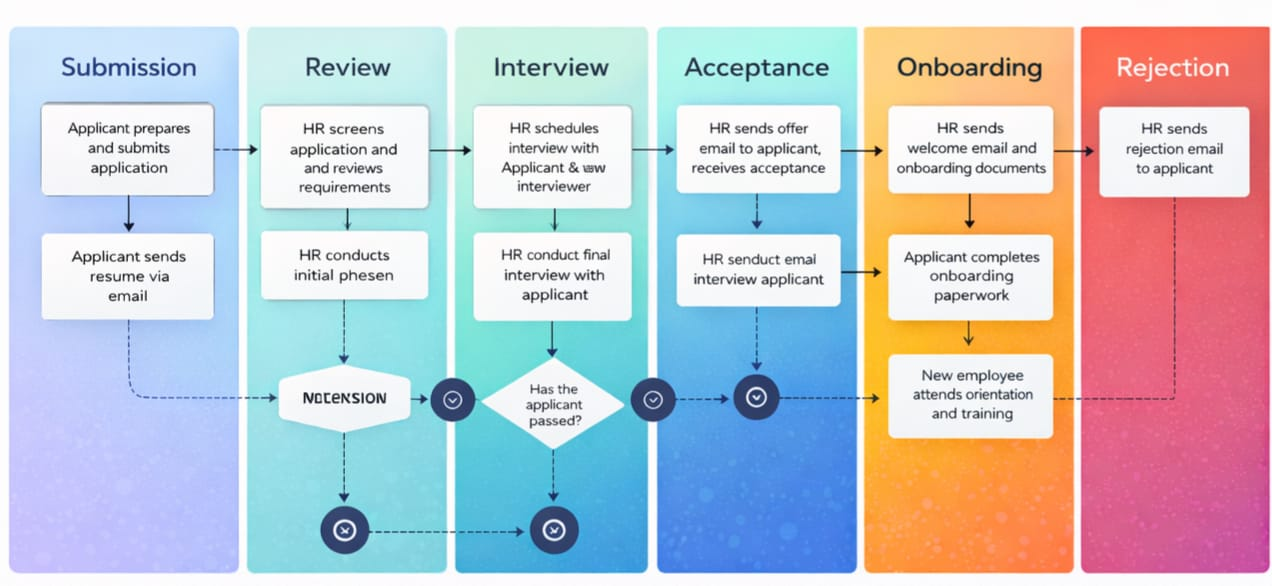 Submission
Applicant prepares
and submits
application
Applicant sends
resume via
email
Review
HR screens
application and
and reviews
requirements
HR conducts
initial phesen
Interview
HR schedules
interview with
Applicant &
interviewer
HR conduct final
interview with
applicant
Has the
applicant
passed?
Acceptance
HR sends offer
email to applicant,
receives acceptance
HR senduct emal
interview applicant
Onboarding
HR sends
welcome email and
onboarding documents
Applicant completes
onboarding
paperwork
New employee
attends orientation
and training
Rejection
HR sends
rejection email
to applicant